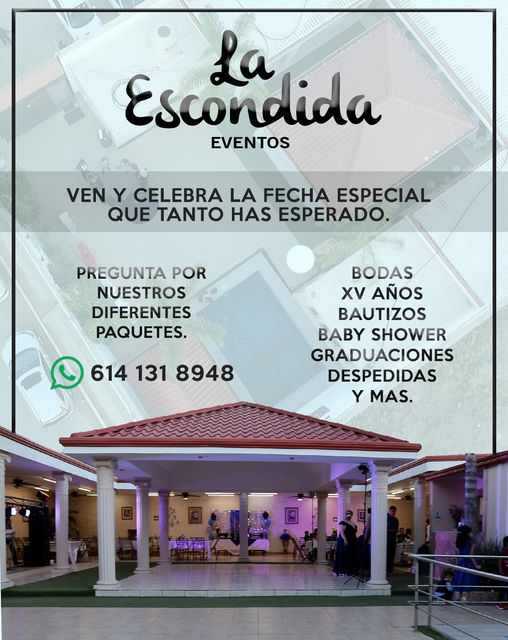 La
Escondida
EVENTOS
VEN Y CELEBRA LA FECHA ESPECIAL
QUE TANTO HAS ESPERADO.
PREGUNTA POR
NUESTROS
DIFERENTES
PAQUETES.
614 131 8948
BODAS
XV AÑOS
BAUTIZOS
BABY SHOWER
GRADUACIONES
DESPEDIDAS
Y MAS.